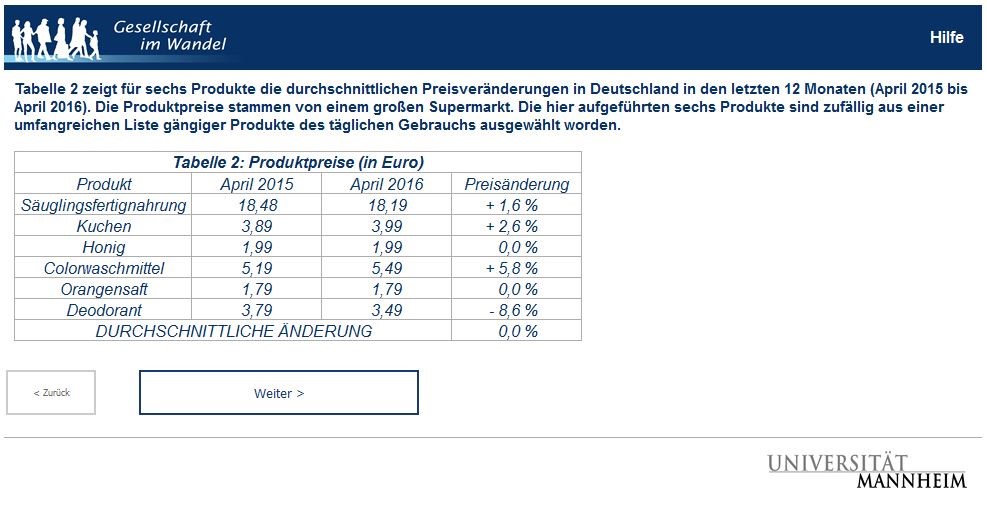 Gesellschaft
im Wandel
Hilfe
Tabelle 2 zeigt für sechs Produkte die durchschnittlichen Preisveränderungen in Deutschland in den letzten 12 Monaten (April 2015 bis
April 2016). Die Produktpreise stammen von einem großen Supermarkt. Die hier aufgeführten sechs Produkte sind zufällig aus einer
umfangreichen Liste gängiger Produkte des täglichen Gebrauchs ausgewählt worden.
Tabelle 2: Produktpreise (in Euro)
Produkt April 2015 April 2016 Preisänderung
Säuglingsfertignahrung 18,48 18,19 + 1,6 %
Kuchen 3,89 3,99 + 2,6 %
Honig 1,99 1,99 0,0 %
Colorwaschmittel 5,19 5,49 + 5,8 %
Orangensaft 1,79 1,79 0,0 %
Deodorant 3,79 3,49 - 8,6 %
DURCHSCHNITTLICHE ÄNDERUNG 0,0 %
< Zurück Weiter >
UNIVERSITÄT
MANNHEIM